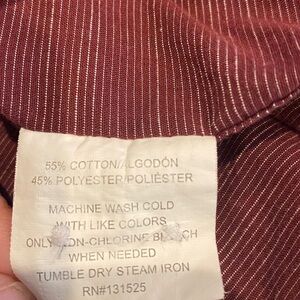 55% COTTON/ALGODÓN
45% POLYESTER/POLIÉSTER
MACHINE WASH COLD
WITH LIKE COLORS
ONLY NON-CHLORINE BLEACH
WHEN NEEDED
TUMBLE DRY STEAM IRON
RN#131525